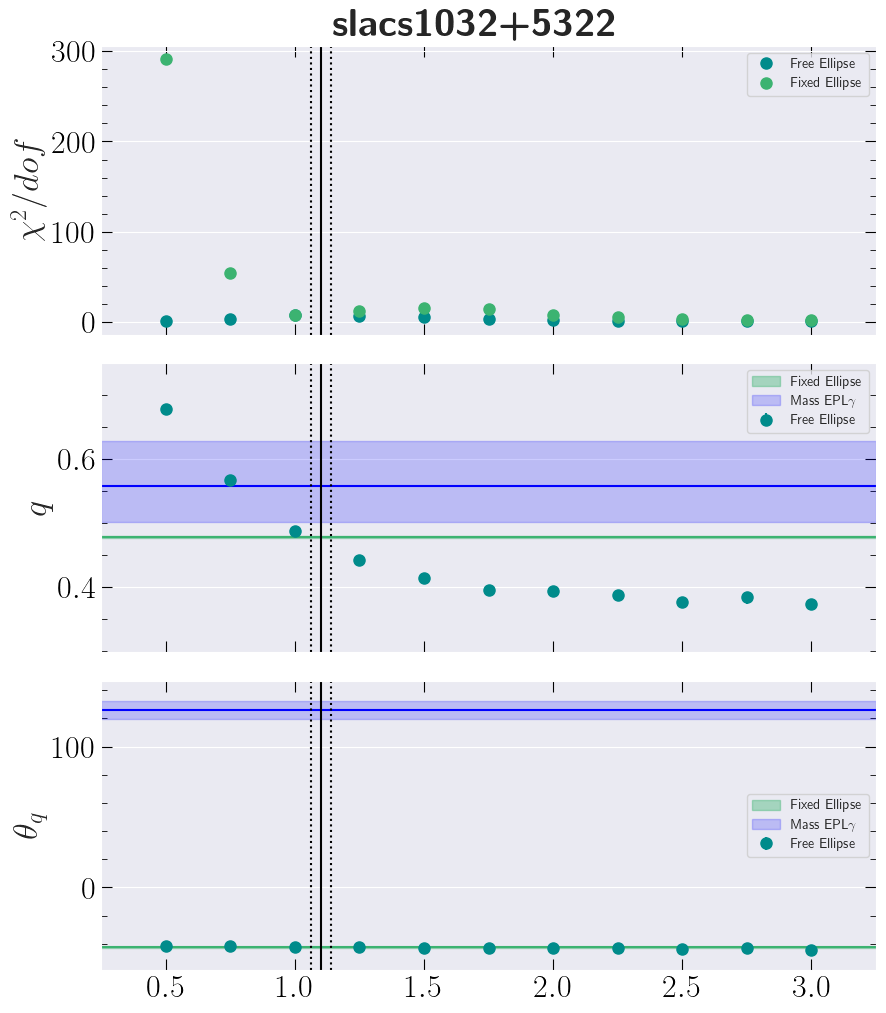 slacs1032+5322
300
200
100
0
χ²/dof
Free Ellipse
Fixed Ellipse
0.6
0.4
q
Fixed Ellipse
Mass EPLγ
Free Ellipse
100
0
θq
Fixed Ellipse
Mass EPLγ
Free Ellipse
0.5 1.0 1.5 2.0 2.5 3.0